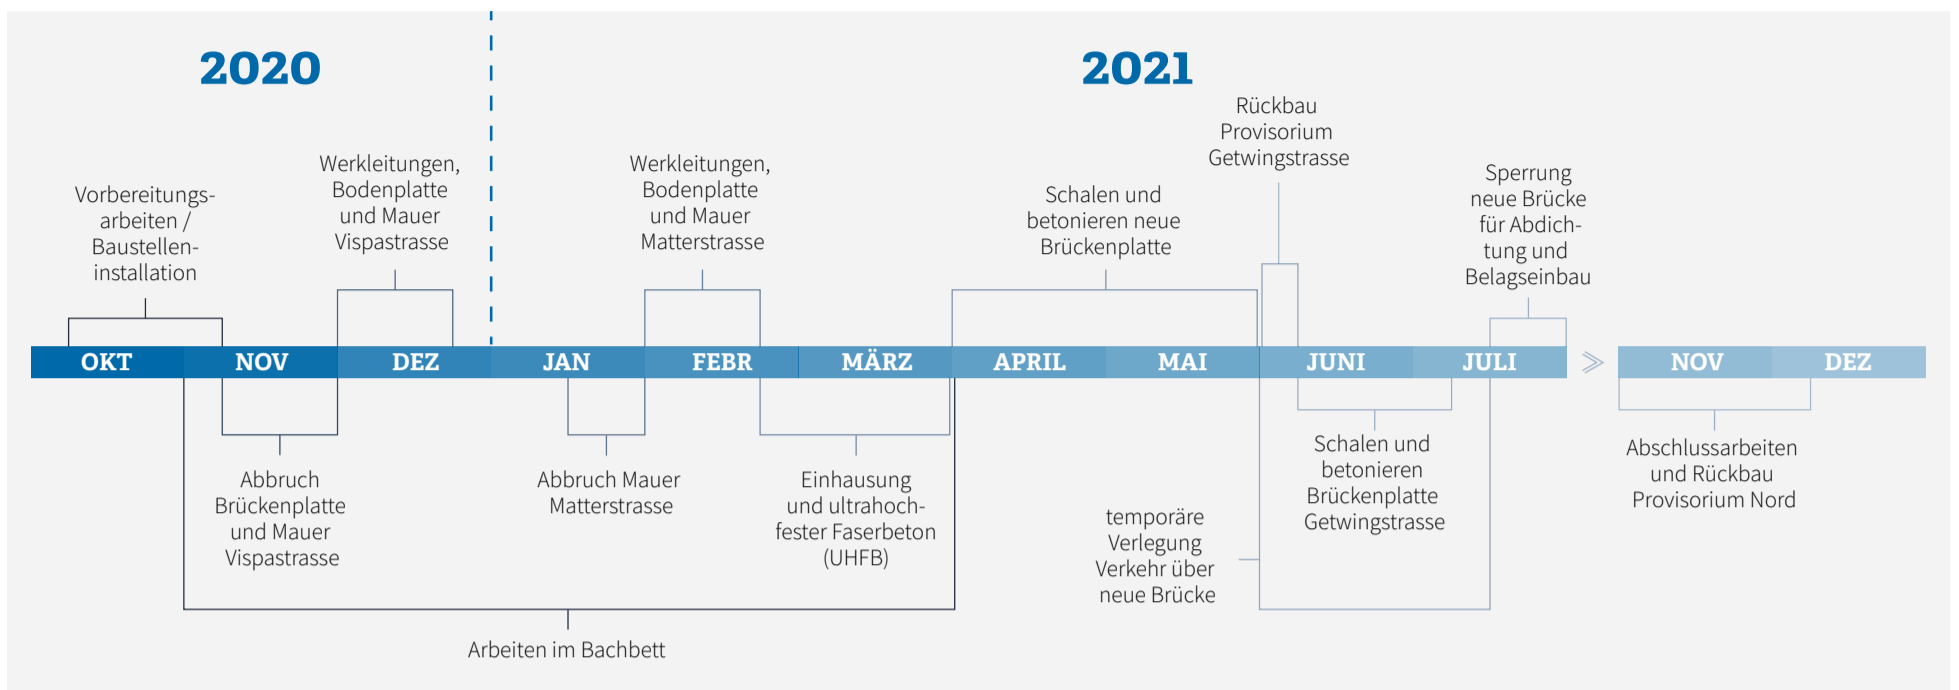 2020
2021
Vorbereitungs-
arbeiten /
Baustellen-
installation
Werkleitungen,
Bodenplatte
und Mauer
Vispastrasse
Werkleitungen,
Bodenplatte
und Mauer
Matterstrasse
Schalen und
betonieren neue
Brückenplatte
Rückbau
Provisorium
Getwingstrasse
Sperrung
neue Brücke
für Abdich-
tung und
Belagseinbau
OKT NOV DEZ JAN FEBR MÄRZ APRIL MAI JUNI JULI NOV DEZ
Abbruch
Brückenplatte
und Mauer
Vispastrasse
Abbruch Mauer
Matterstrasse
Einhausung
und ultrahoch-
fester Faserbeton
(UHFB)
temporäre
Verlegung
Verkehr über
neue Brücke
Schalen und
betonieren
Brückenplatte
Getwingstrasse
Abschlussarbeiten
und Rückbau
Provisorium Nord
Arbeiten im Bachbett